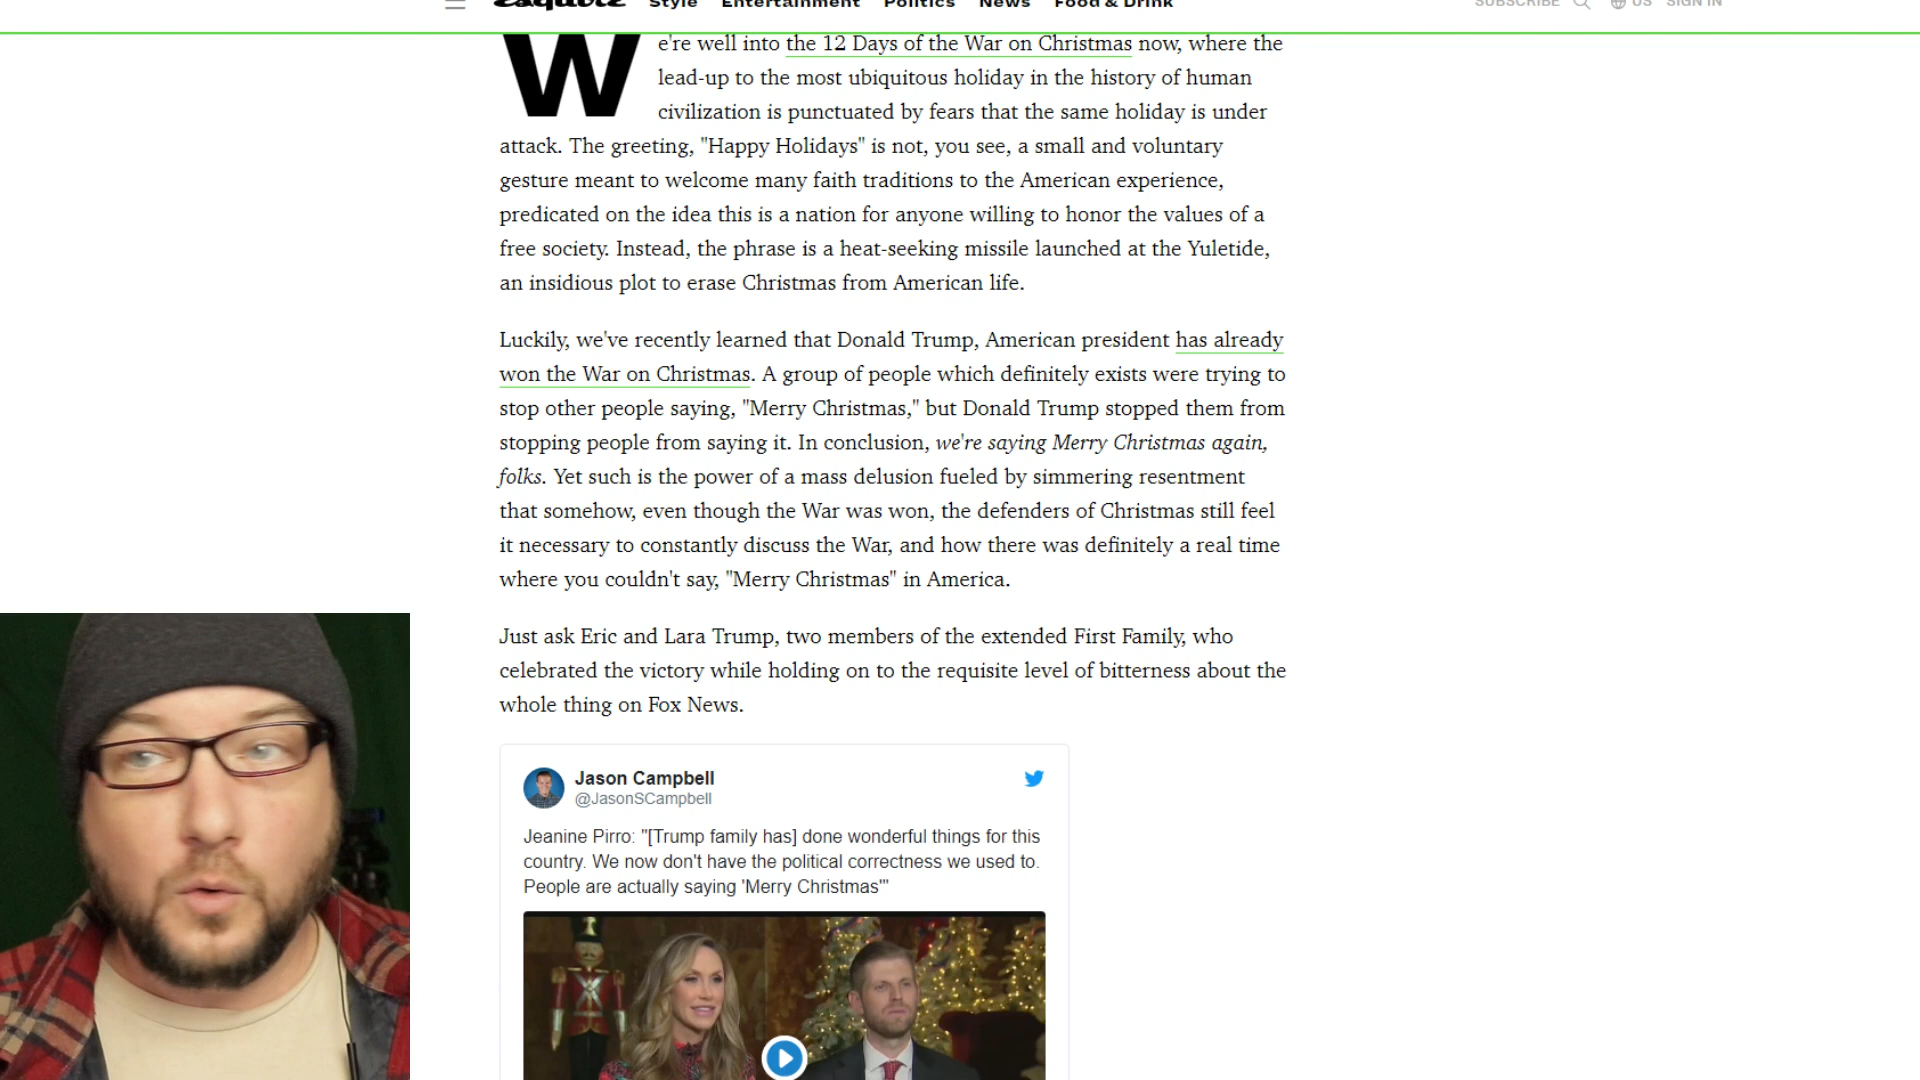 Esquire Style Entertainment Politics News Food & Drink SUBSCRIBE US SIGN IN
We're well into the 12 Days of the War on Christmas now, where the
lead-up to the most ubiquitous holiday in the history of human
civilization is punctuated by fears that the same holiday is under
attack. The greeting, "Happy Holidays" is not, you see, a small and voluntary
gesture meant to welcome many faith traditions to the American experience,
predicated on the idea this is a nation for anyone willing to honor the values of a
free society. Instead, the phrase is a heat-seeking missile launched at the Yuletide,
an insidious plot to erase Christmas from American life.
Luckily, we've recently learned that Donald Trump, American president has already
won the War on Christmas. A group of people which definitely exists were trying to
stop other people saying, "Merry Christmas," but Donald Trump stopped them from
stopping people from saying it. In conclusion, we're saying Merry Christmas again,
folks. Yet such is the power of a mass delusion fueled by simmering resentment
that somehow, even though the War was won, the defenders of Christmas still feel
it necessary to constantly discuss the War, and how there was definitely a real time
where you couldn't say, "Merry Christmas" in America.
Just ask Eric and Lara Trump, two members of the extended First Family, who
celebrated the victory while holding on to the requisite level of bitterness about the
whole thing on Fox News.
Jason Campbell
@JasonSCampbell
Jeanine Pirro: "[Trump family has] done wonderful things for this
country. We now don't have the political correctness we used to.
People are actually saying 'Merry Christmas'"